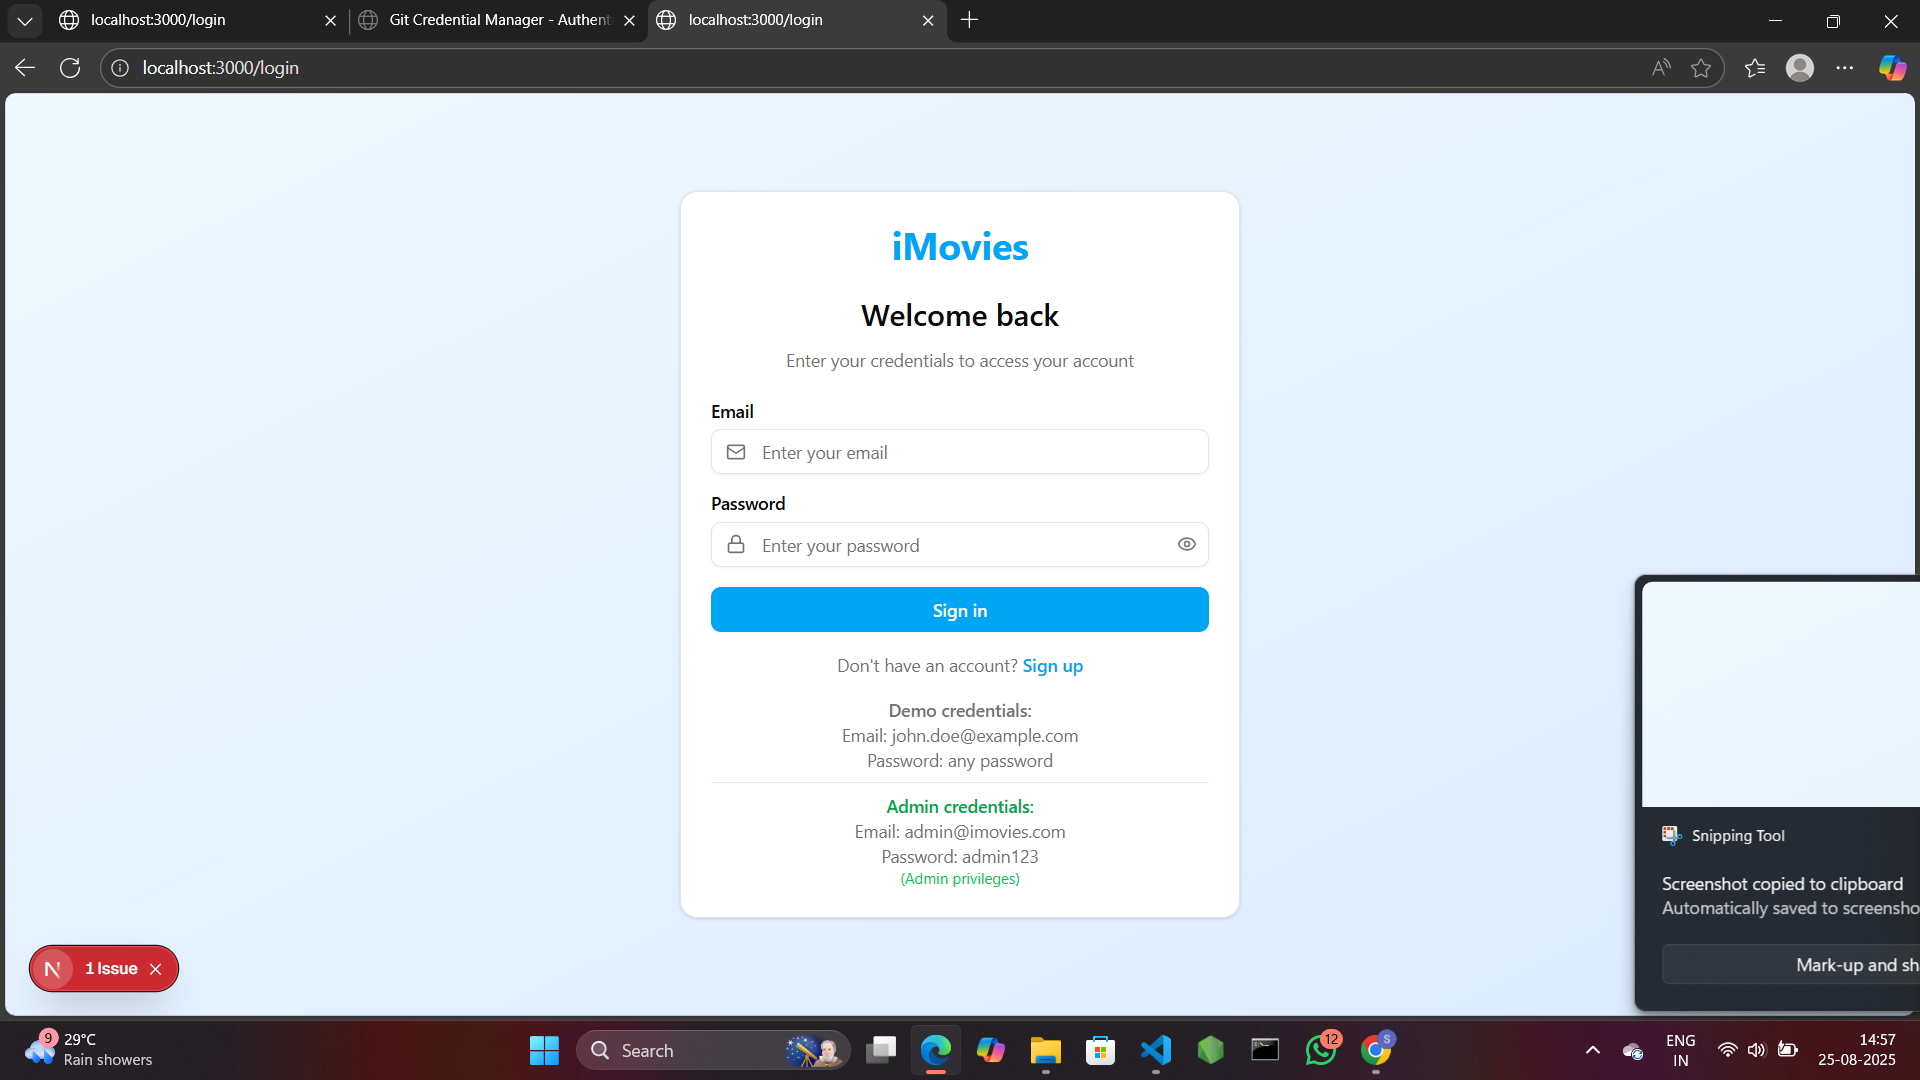 localhost:3000/login
Git Credential Manager - Authent
localhost:3000/login
localhost:3000/login
iMovies
Welcome back
Enter your credentials to access your account
Email
Enter your email
Password
Enter your password
Sign in
Don't have an account? Sign up
Demo credentials:
Email: john.doe@example.com
Password: any password
Admin credentials:
Email: admin@imovies.com
Password: admin123
(Admin privileges)
Snipping Tool
Screenshot copied to clipboard
Automatically saved to screensho
Mark-up and sha
N 1 Issue
9
29°C
Rain showers
Search
12
S
ENG
IN
14:57
25-08-2025